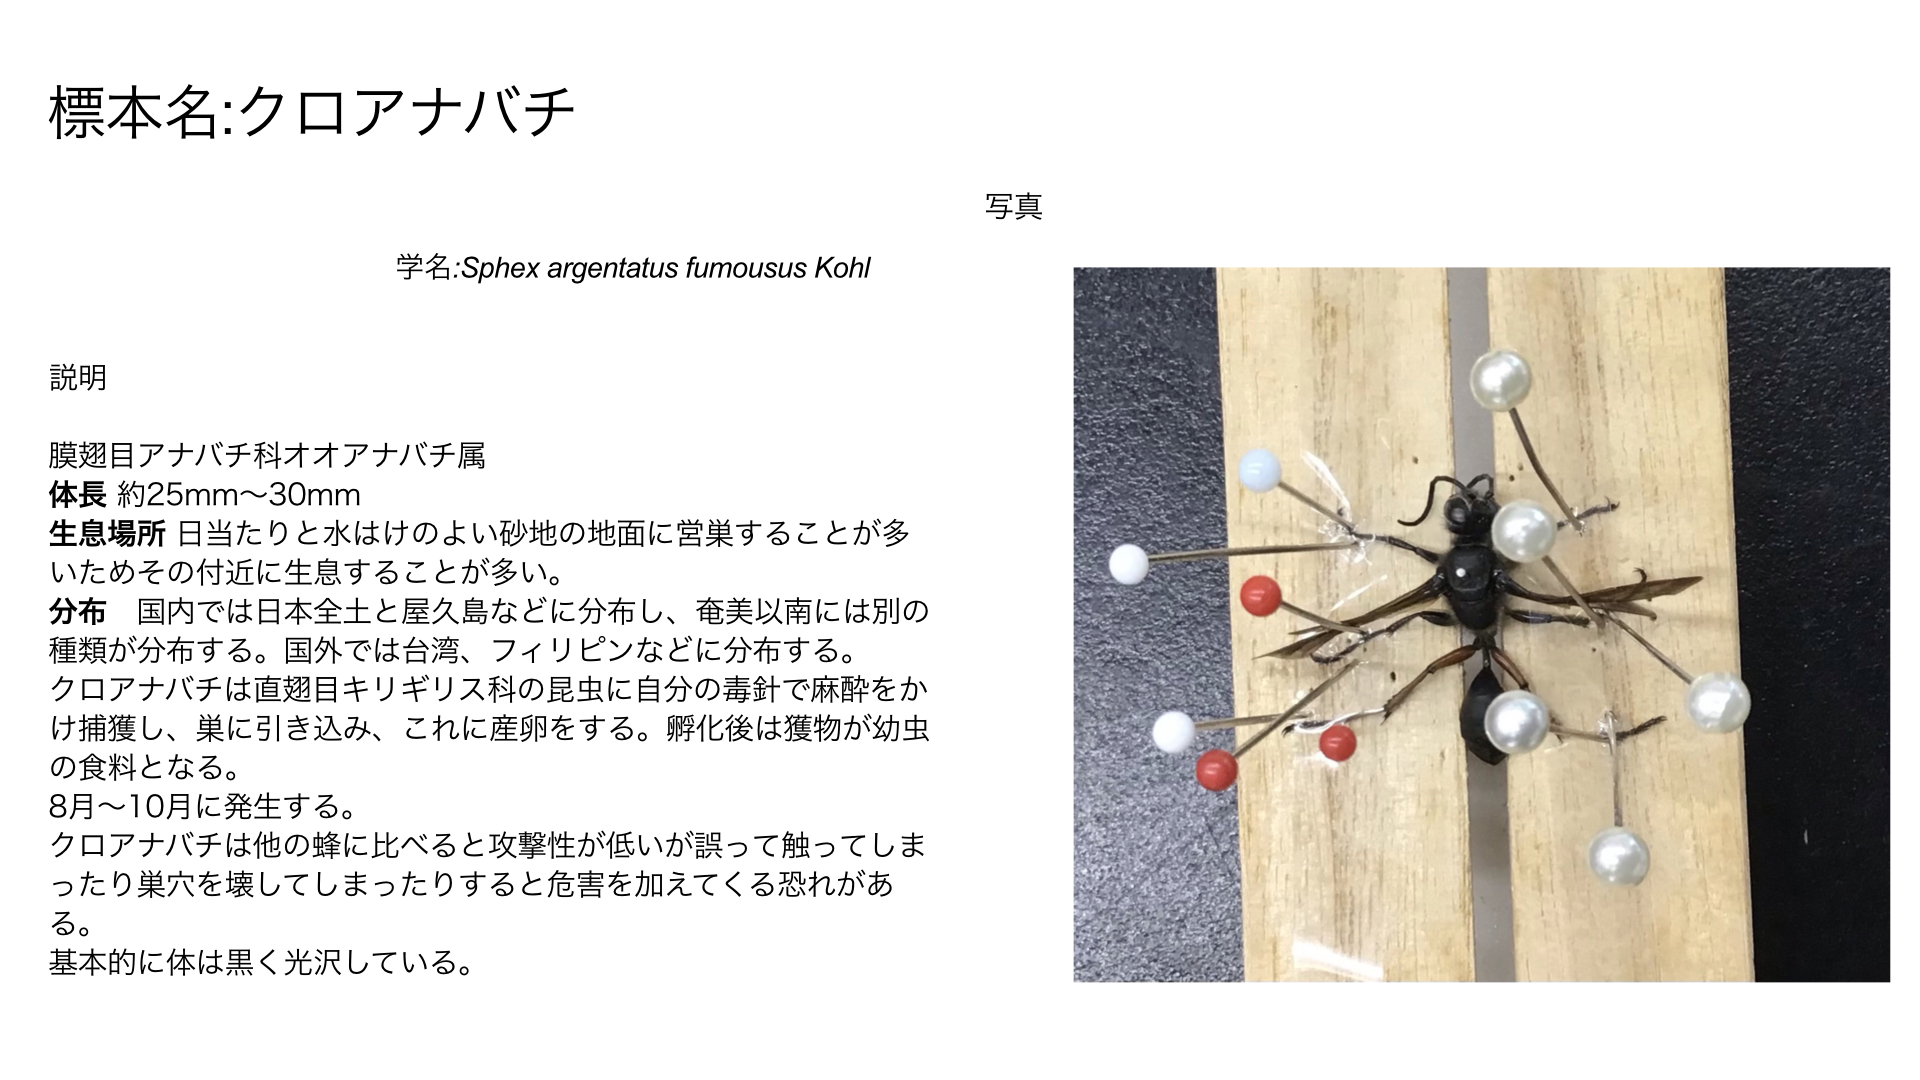 標本名:クロアナバチ
写真
学名:Sphex argentatus fumousus Kohl
説明
膜翅目アナバチ科オオアナバチ属
体長 約25mm〜30mm
生息場所 日当たりと水はけのよい砂地の地面に営巣することが多
いためその付近に生息することが多い。
分布　国内では日本全土と屋久島などに分布し、奄美以南には別の
種類が分布する。国外では台湾、フィリピンなどに分布する。
クロアナバチは直翅目キリギリス科の昆虫に自分の毒針で麻酔をか
け捕獲し、巣に引き込み、これに産卵をする。孵化後は獲物が幼虫
の食料となる。
8月〜10月に発生する。
クロアナバチは他の蜂に比べると攻撃性が低いが誤って触ってしま
ったり巣穴を壊してしまったりすると危害を加えてくる恐れがあ
る。
基本的に体は黒く光沢している。